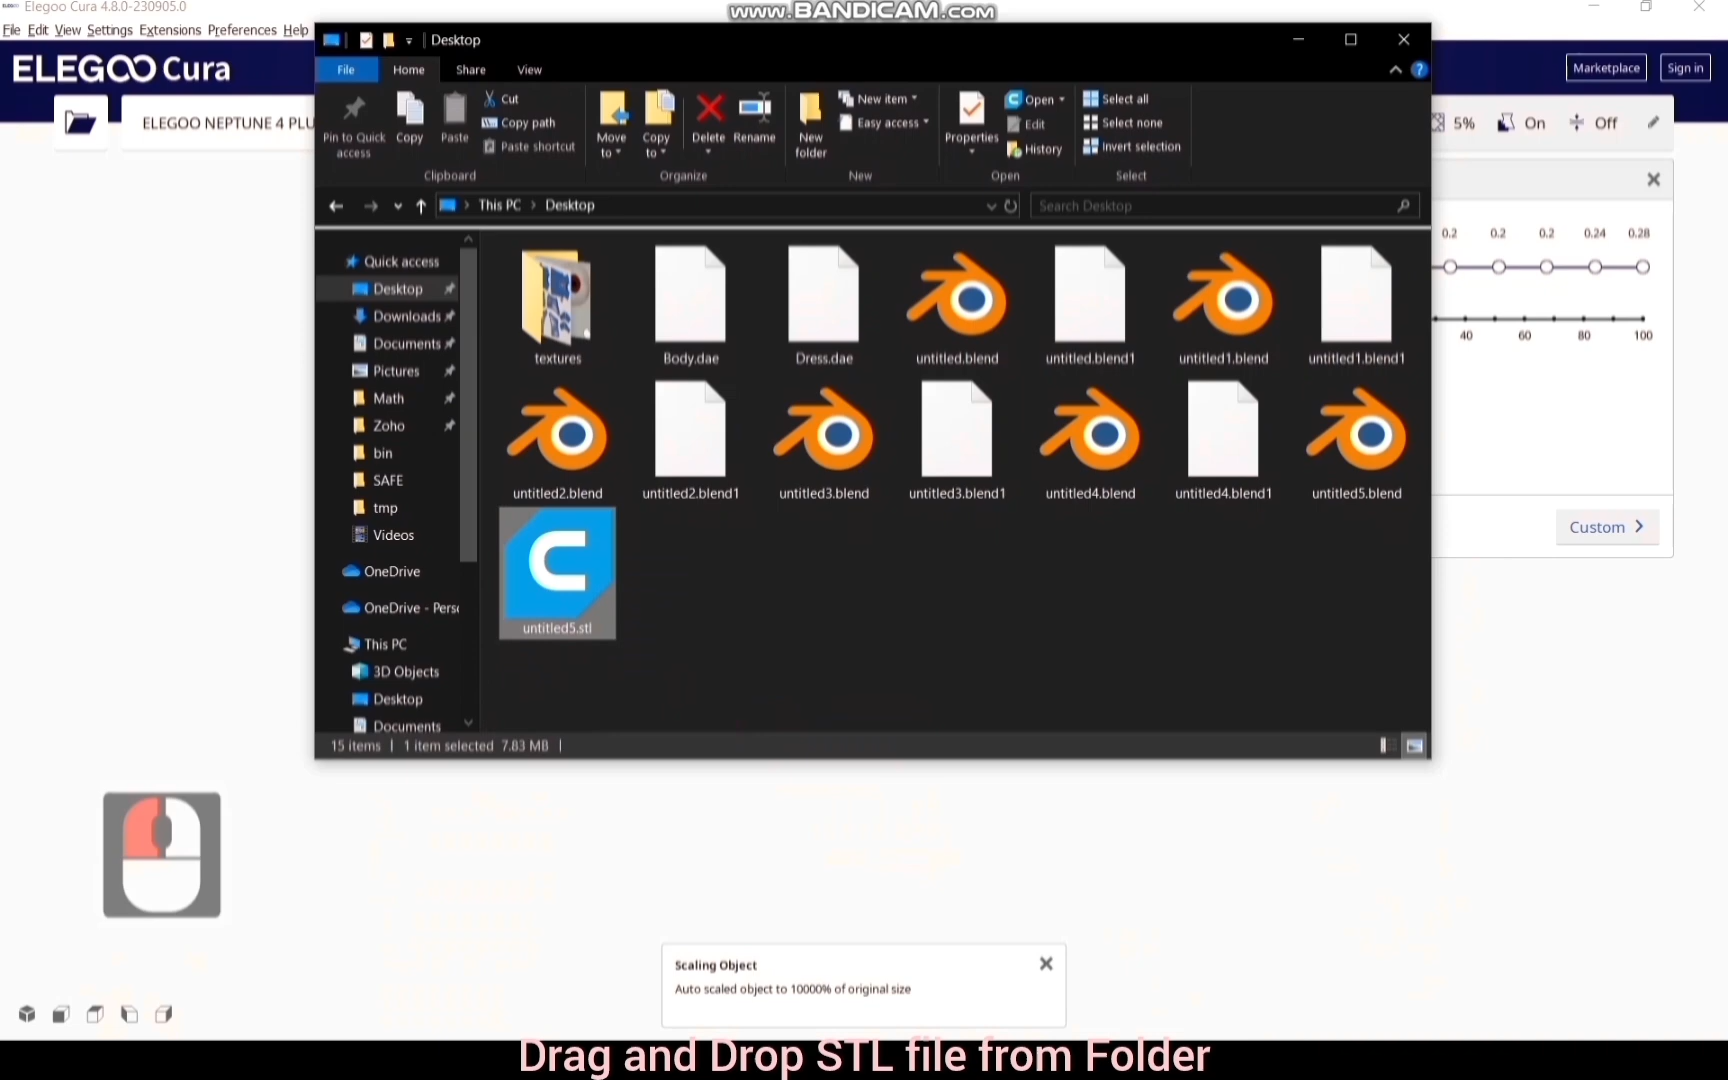 Elegoo Cura 4.8.0-230905.0
www.BANDICAM.com
File Edit View Settings Extensions Preferences Help
Desktop
ELEGOO Cura
Marketplace
Sign in
File Home Share View
Pin to Quick access
Copy
Paste
Cut
Copy path
Paste shortcut
Move to
Copy to
Delete
Rename
New folder
New item
Easy access
Properties
Open
Edit
History
Select all
Select none
Invert selection
Clipboard
Organize
New
Open
Select
ELEGOO NEPTUNE 4 PLU
5% On Off
This PC Desktop
Search Desktop
0.2 0.2 0.2 0.24 0.28
40 60 80 100
Custom
Quick access
Desktop
Downloads
Documents
Pictures
Math
Zoho
bin
SAFE
tmp
Videos
OneDrive
OneDrive - Pers
This PC
3D Objects
Desktop
Documents
textures
Body.dae
Dress.dae
untitled.blend
untitled.blend1
untitled1.blend
untitled1.blend1
untitled2.blend
untitled2.blend1
untitled3.blend
untitled3.blend1
untitled4.blend
untitled4.blend1
untitled5.blend
untitled5.stl
15 items 1 item selected 7.83 MB
Scaling Object
Auto scaled object to 10000% of original size
Drag and Drop STL file from Folder